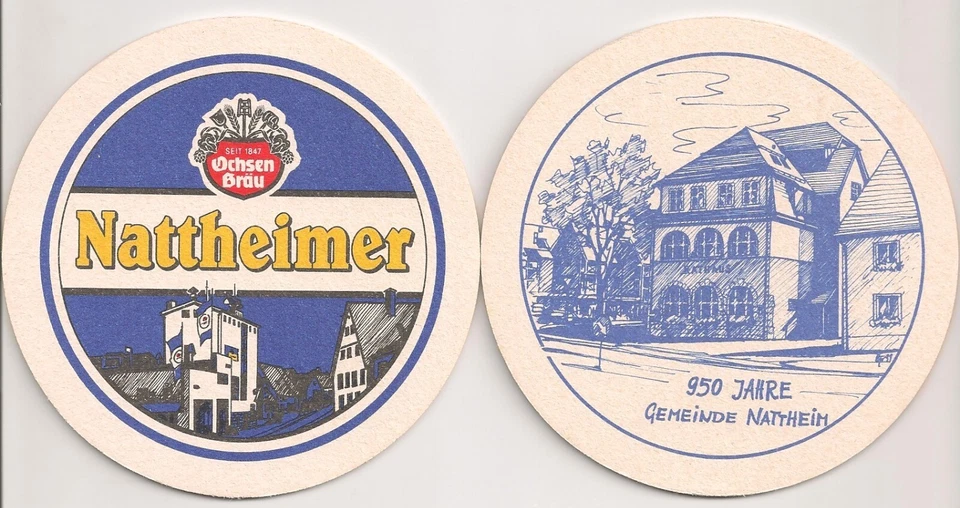 SEIT 1847
Ochsen
Bräu
Nattheimer
RATHAUS
950 JAHRE
GEMEINDE NATTHEIM